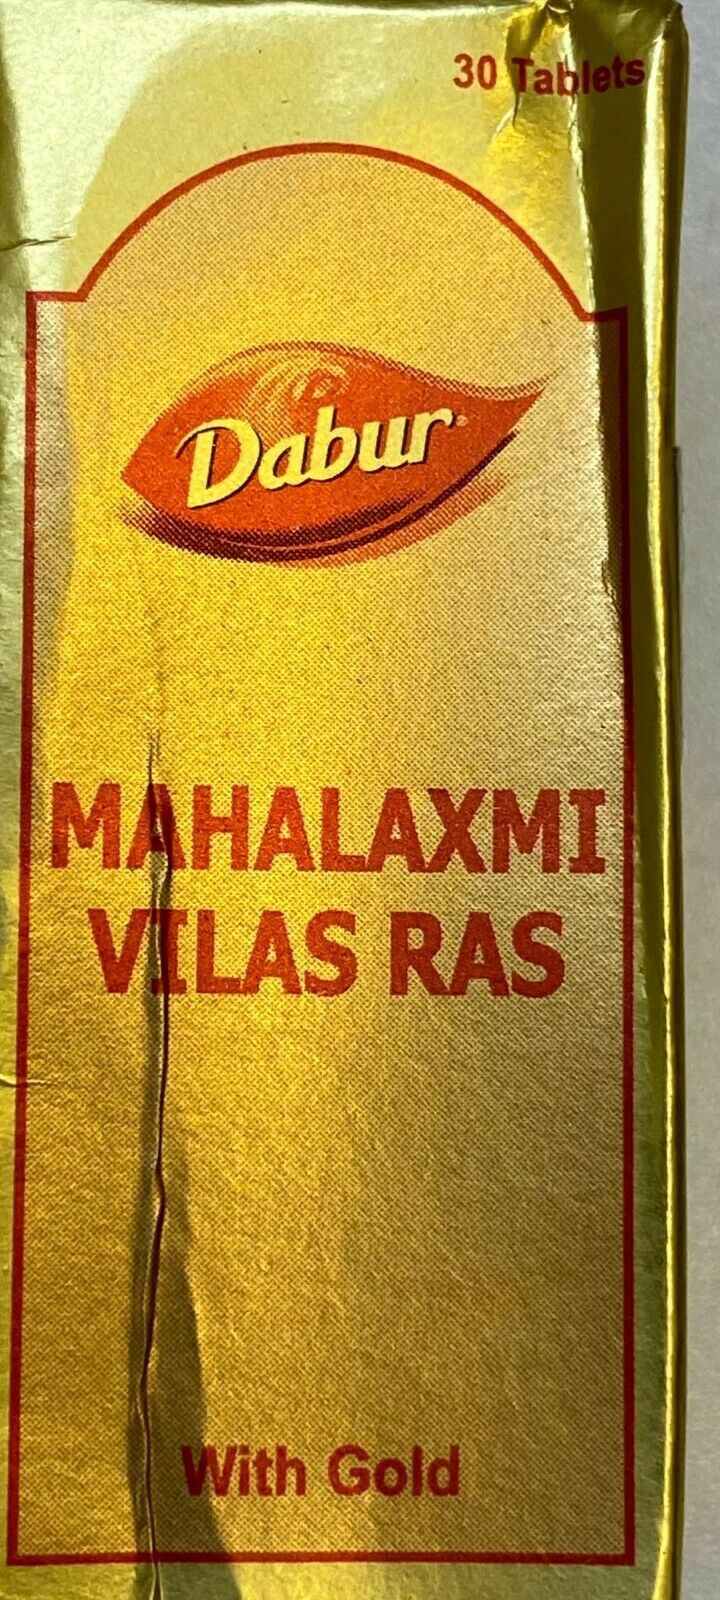 30 Tablets
Dabur
MAHALAXMI
VILAS RAS
With Gold